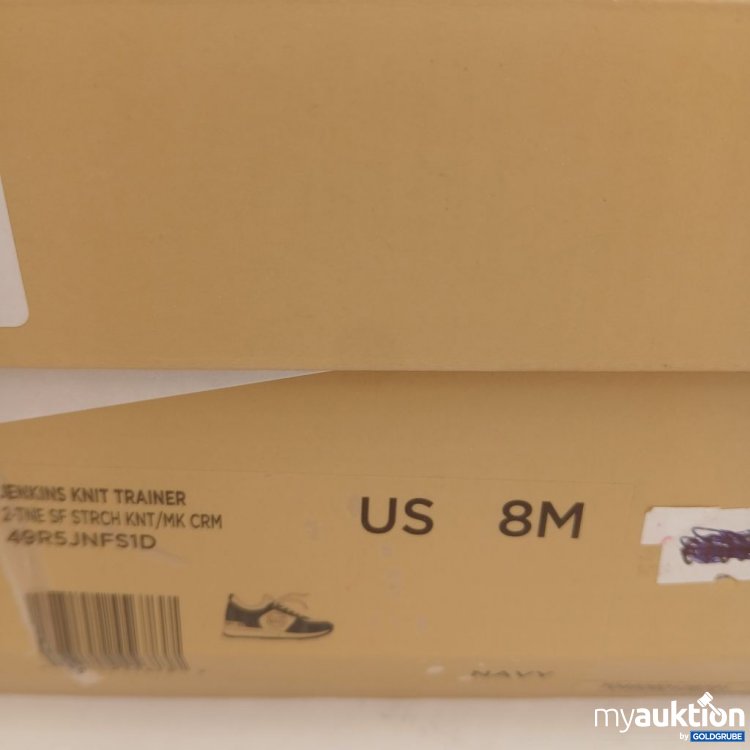 JENKINS KNIT TRAINER
2-TNE SF STRCH KNT/MK CRM
49R5JNFS1D
US 8M
NAVY
myauktion
by GOLDGRUBE